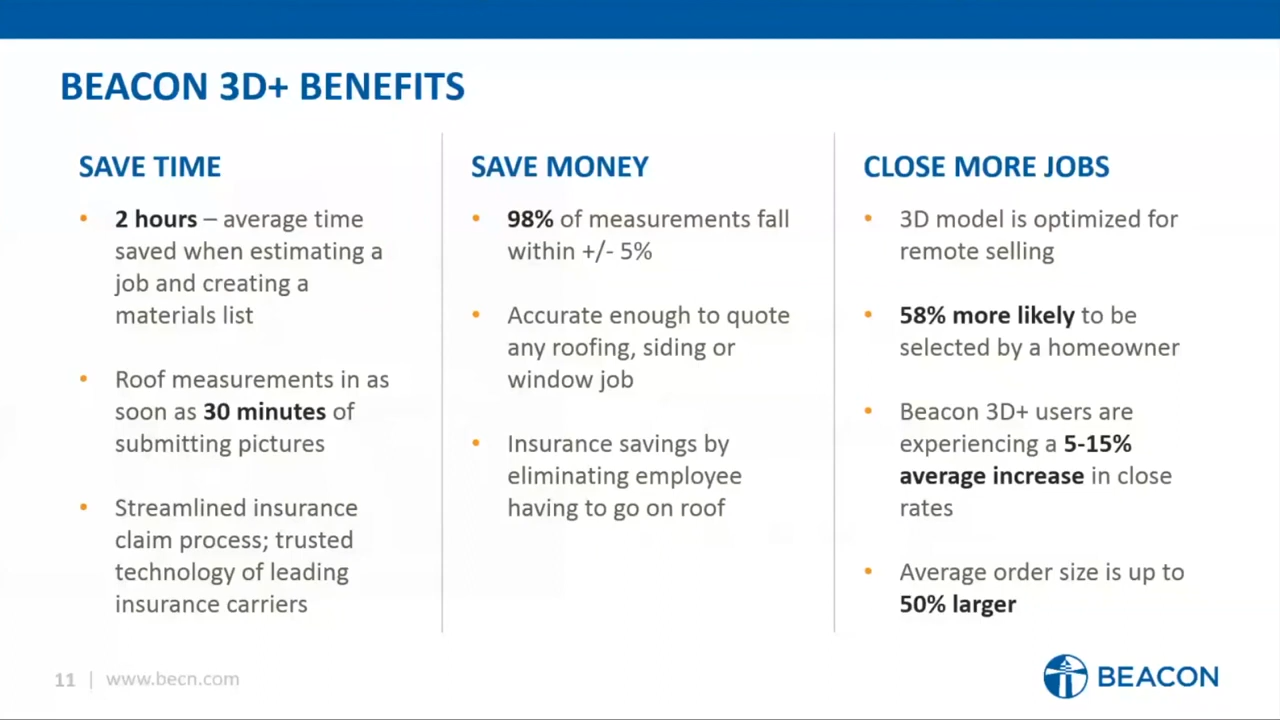 BEACON 3D+ BENEFITS
SAVE TIME
• 2 hours – average time
saved when estimating a
job and creating a
materials list
• Roof measurements in as
soon as 30 minutes of
submitting pictures
• Streamlined insurance
claim process; trusted
technology of leading
insurance carriers
SAVE MONEY
• 98% of measurements fall
within +/- 5%
• Accurate enough to quote
any roofing, siding or
window job
• Insurance savings by
eliminating employee
having to go on roof
CLOSE MORE JOBS
• 3D model is optimized for
remote selling
• 58% more likely to be
selected by a homeowner
• Beacon 3D+ users are
experiencing a 5-15%
average increase in close
rates
• Average order size is up to
50% larger
11 | www.becn.com
BEACON